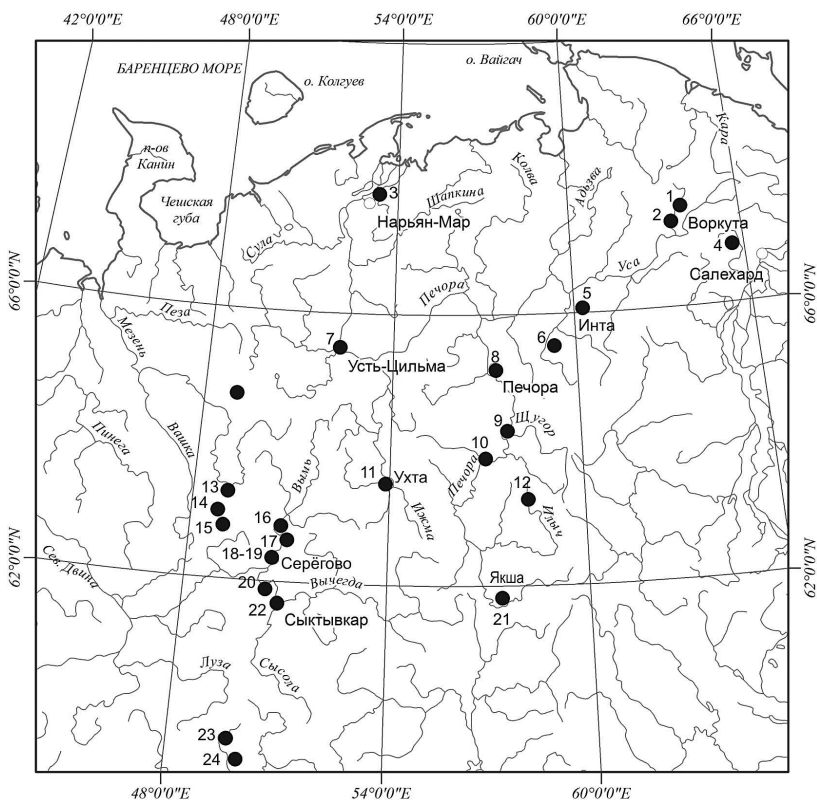 42°0'0"E 48°0'0"E 54°0'0"E 60°0'0"E 66°0'0"E
БАРЕНЦЕВО МОРЕ
о. Колгуев
о. Вайгач
п-ов
Канин
Чешская
губа
Кара
Колва
Адьзва
Шапкина
3
Нарьян-Мар
1
2
Воркута
4
Салехард
Сула
Уса
66°0'0"N
66°0'0"N
Печора
5
Инта
Пеза
Мезень
7
Усть-Цильма
6
8
Печора
9
Щугор
Пинега
Вашка
Вымь
10
Печора
11
Ухта
Ижма
12
Илыч
13
14
15
16
17
18-19
Серёгово
62°0'0"N
62°0'0"N
Сев. Двина
20
Вычегда
22
Сыктывкар
Якша
21
Луза
Сысола
23
24
48°0'0"E 54°0'0"E 60°0'0"E